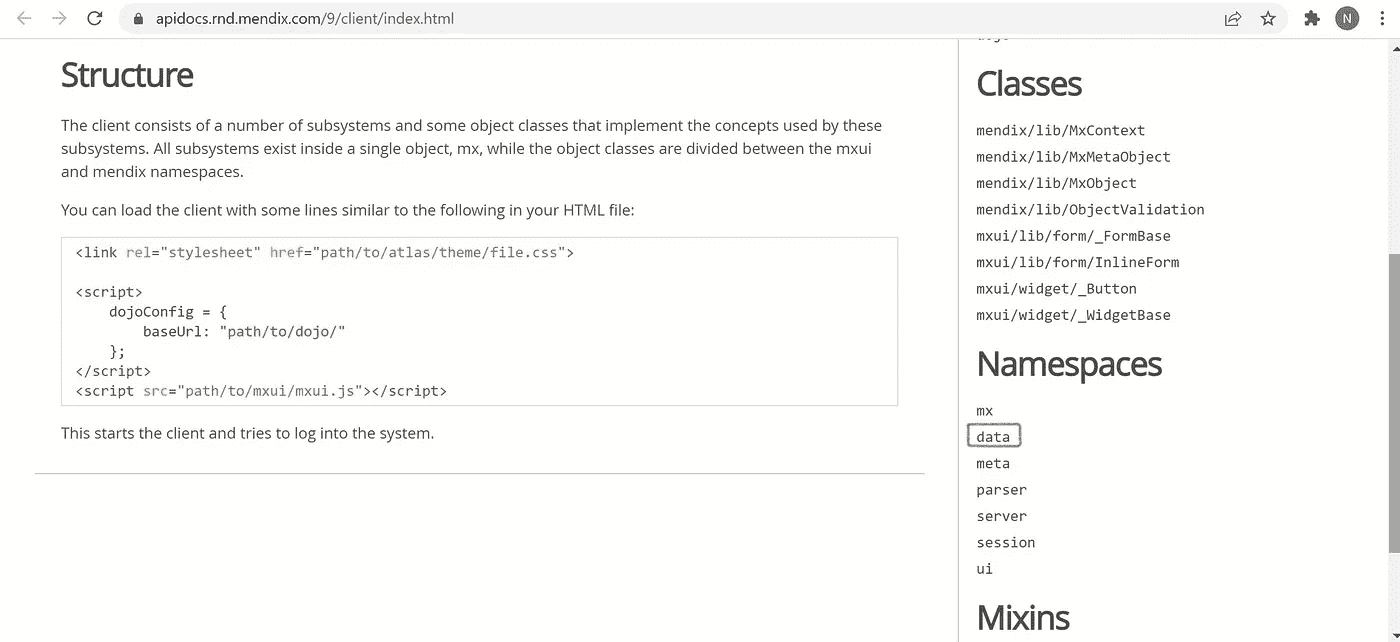 apidocs.rnd.mendix.com/9/client/index.html
N
Structure
The client consists of a number of subsystems and some object classes that implement the concepts used by these
subsystems. All subsystems exist inside a single object, mx, while the object classes are divided between the mxui
and mendix namespaces.
You can load the client with some lines similar to the following in your HTML file:
<link rel="stylesheet" href="path/to/atlas/theme/file.css">
<script>
dojoConfig = {
baseUrl: "path/to/dojo/"
};
</script>
<script src="path/to/mxui/mxui.js"></script>
This starts the client and tries to log into the system.
Classes
mendix/lib/MxContext
mendix/lib/MxMetaObject
mendix/lib/MxObject
mendix/lib/ObjectValidation
mxui/lib/form/_FormBase
mxui/lib/form/InlineForm
mxui/widget/_Button
mxui/widget/_WidgetBase
Namespaces
mx
data
meta
parser
server
session
ui
Mixins